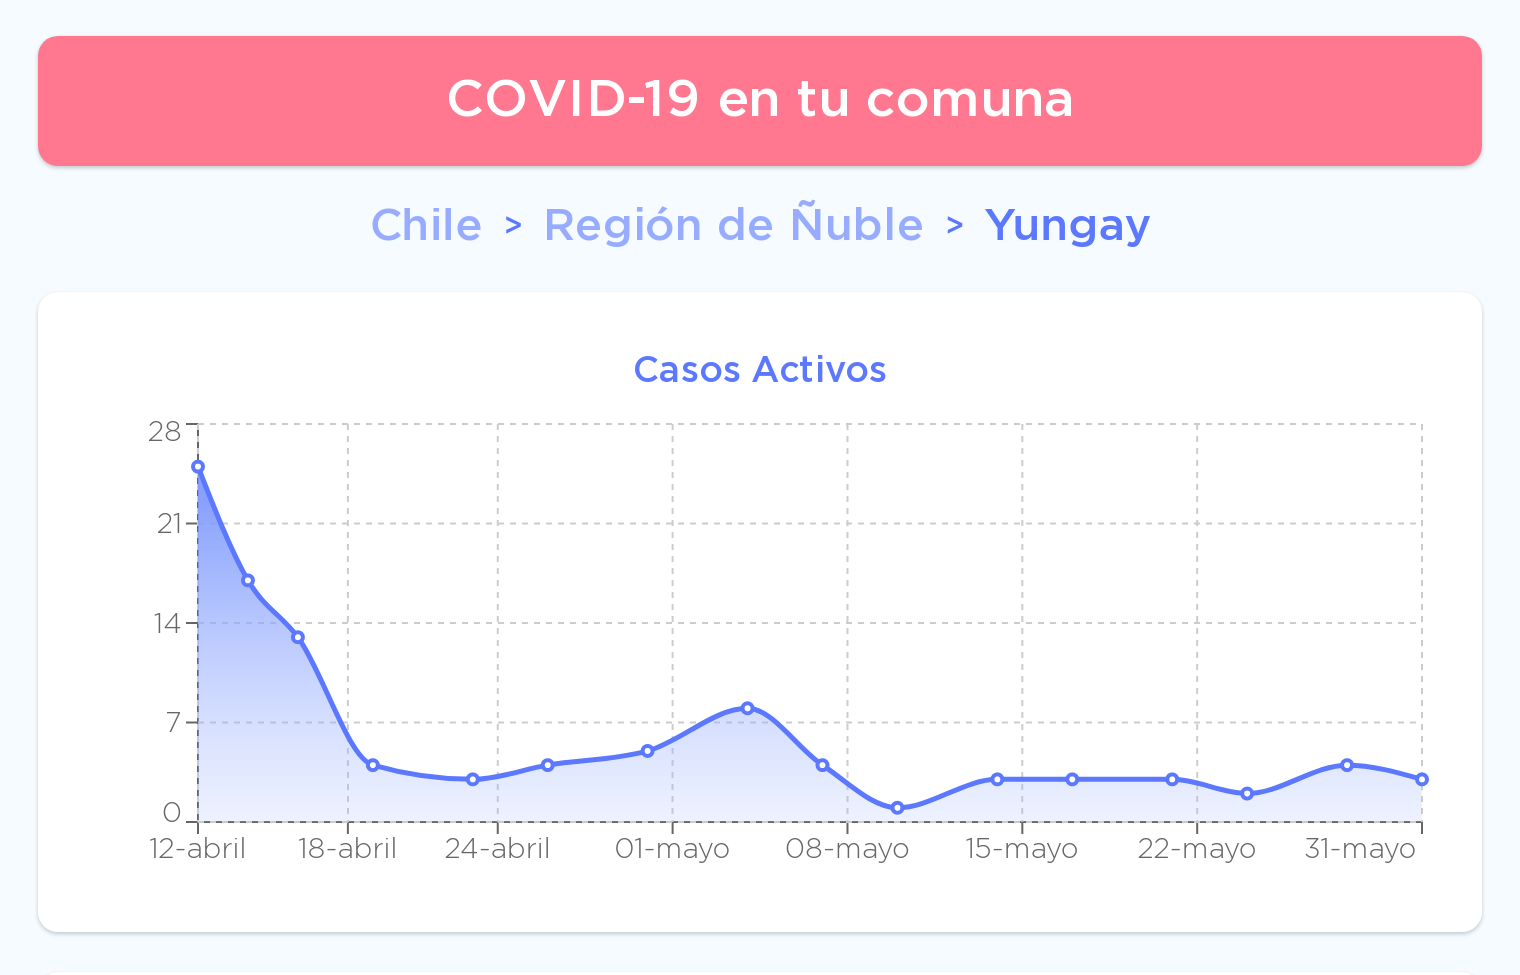 COVID-19 en tu comuna
Chile > Región de Ñuble > Yungay
Casos Activos
28
21
14
7
0
12-abril 18-abril 24-abril 01-mayo 08-mayo 15-mayo 22-mayo 31-mayo